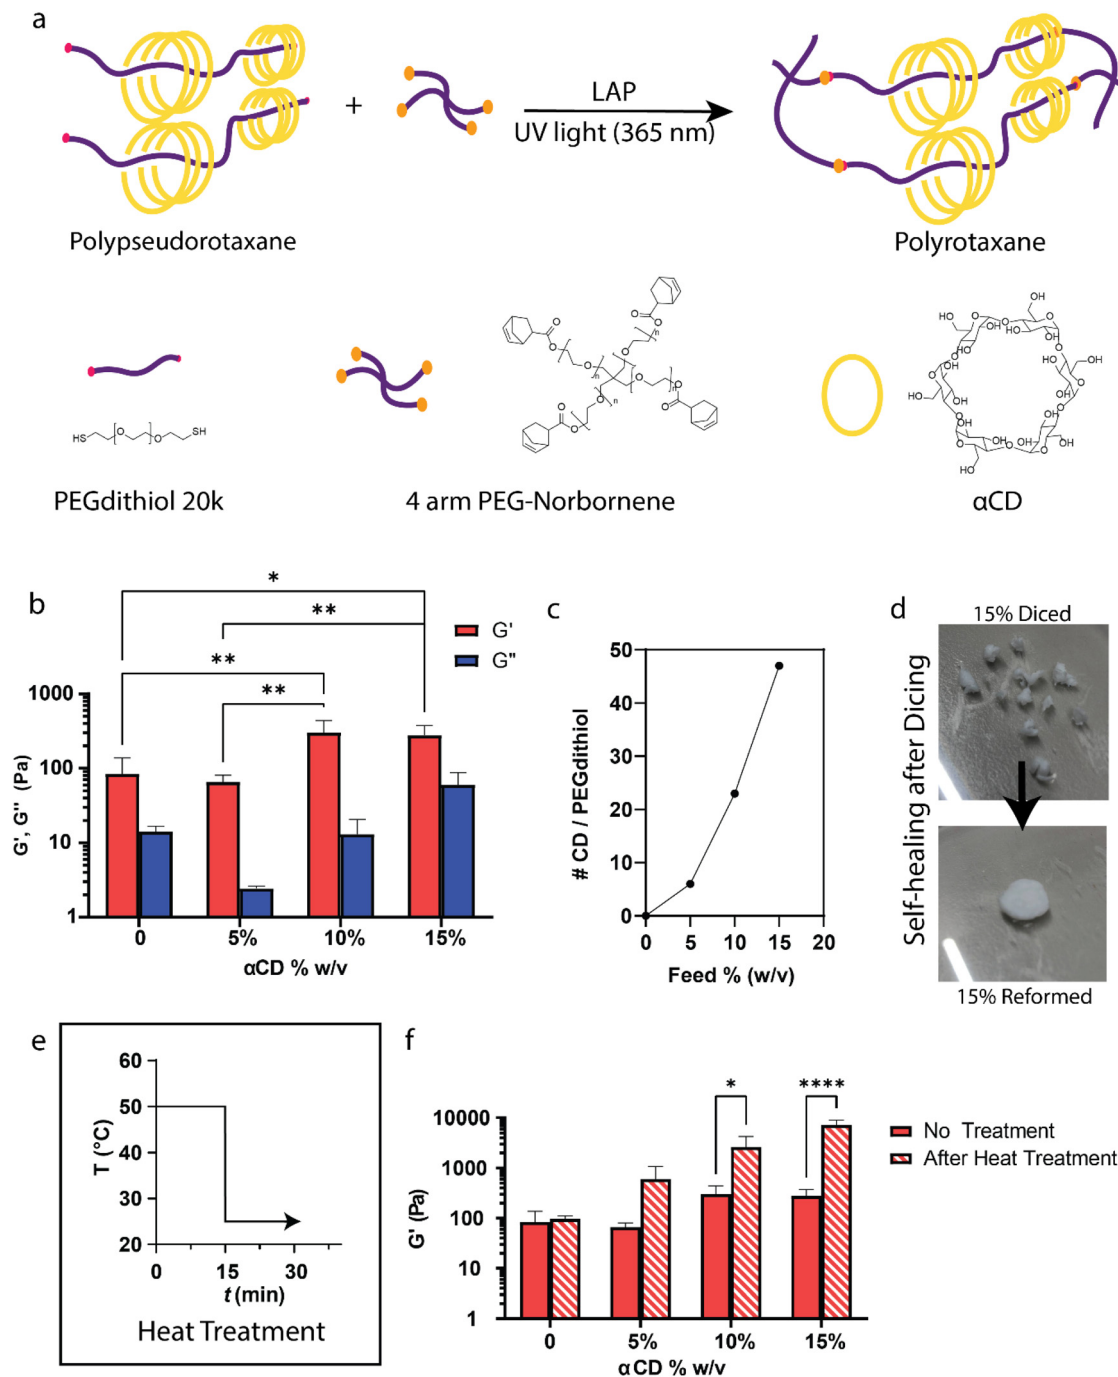 a
+
LAP
UV light (365 nm)
Polypseudorotaxane
Polyrotaxane
HS
O
O
SH
PEGdithiol 20k
4 arm PEG-Norbornene
αCD
b
*
**
**
**
G'
G"
G', G" (Pa)
1000
100
10
1
0 5% 10% 15%
αCD % w/v
c
# CD / PEGdithiol
50
40
30
20
10
0
0 5 10 15 20
Feed % (w/v)
d
Self-healing after Dicing
15% Diced
15% Reformed
e
T (°C)
60
50
40
30
20
0 15 30
t (min)
Heat Treatment
f
* ****
No Treatment
After Heat Treatment
G' (Pa)
10000
1000
100
10
1
0 5% 10% 15%
αCD % w/v